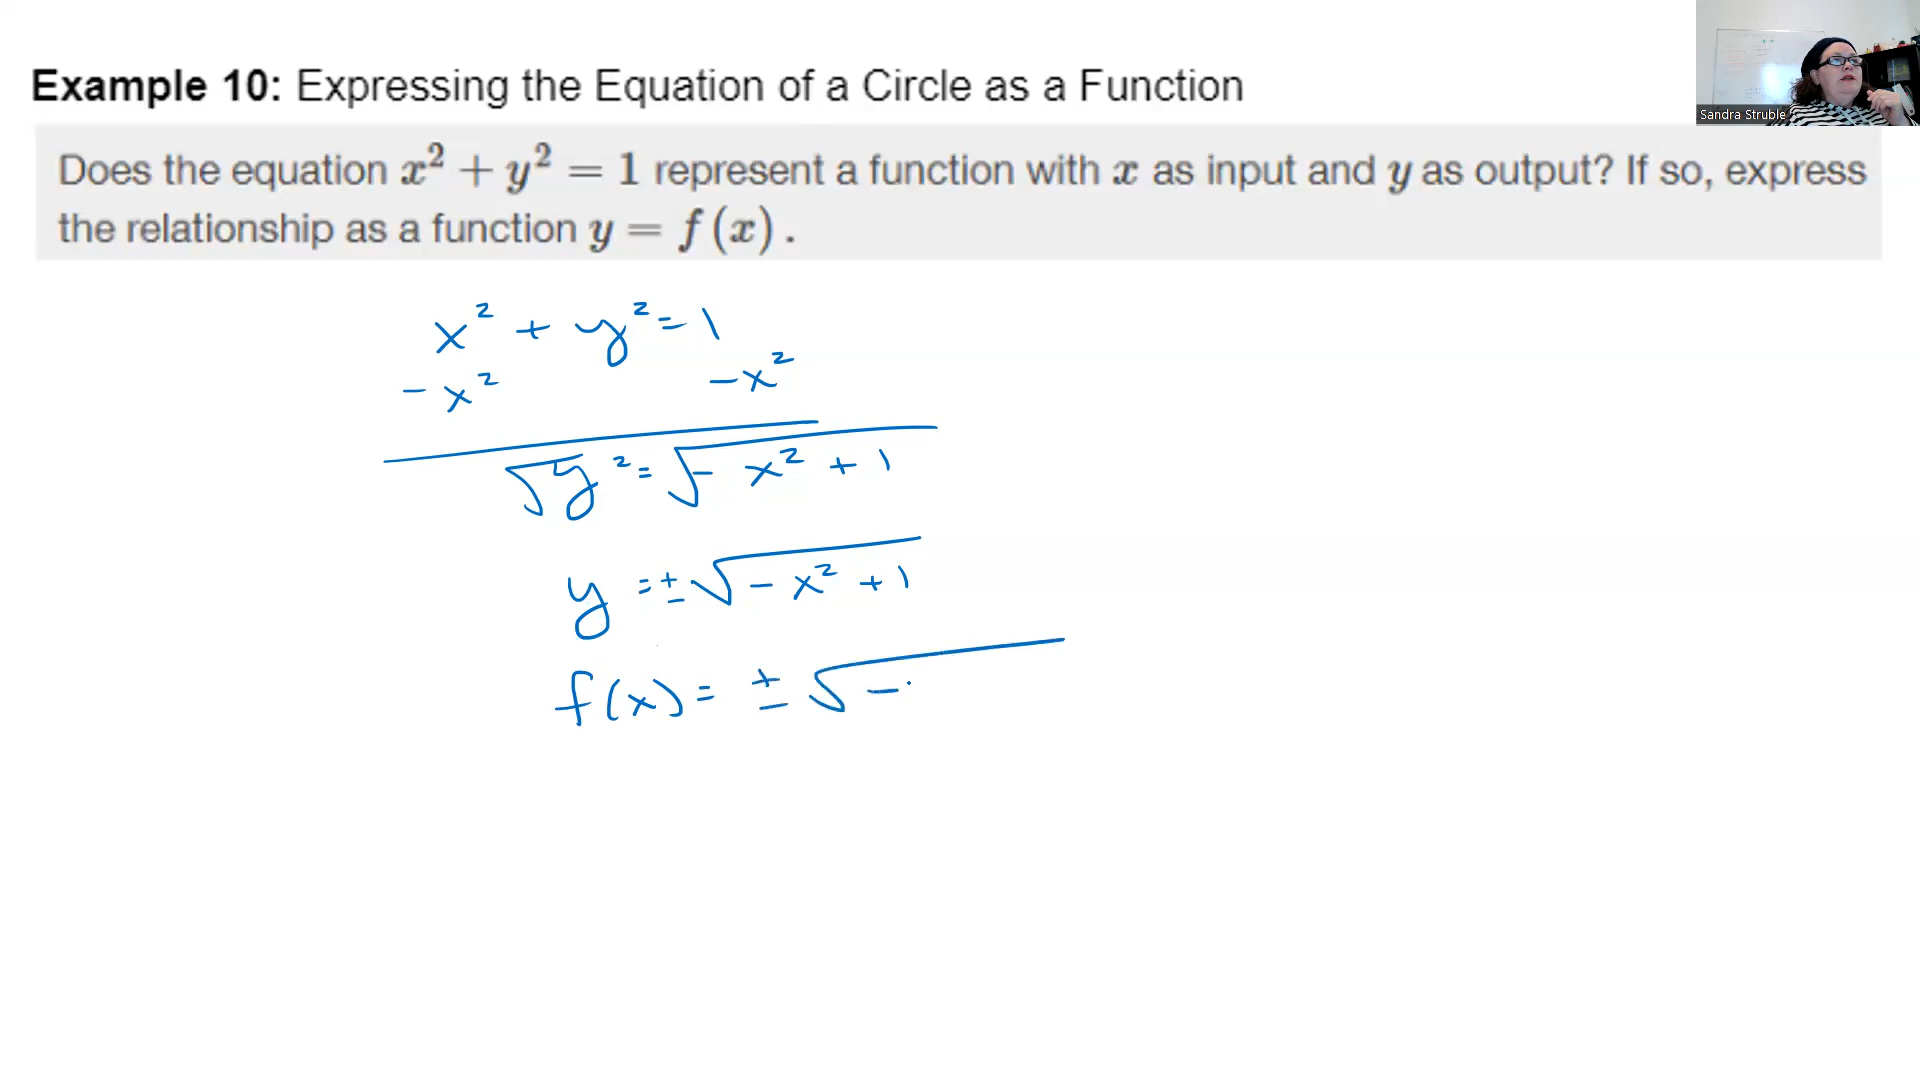 Example 10: Expressing the Equation of a Circle as a Function
Sandra Struble
Does the equation x² + y² = 1 represent a function with x as input and y as output? If so, express
the relationship as a function y = f(x).
x² + y² = 1
- x² - x²
√y² = √- x² + 1
y = ± √- x² + 1
f(x) = ± √-